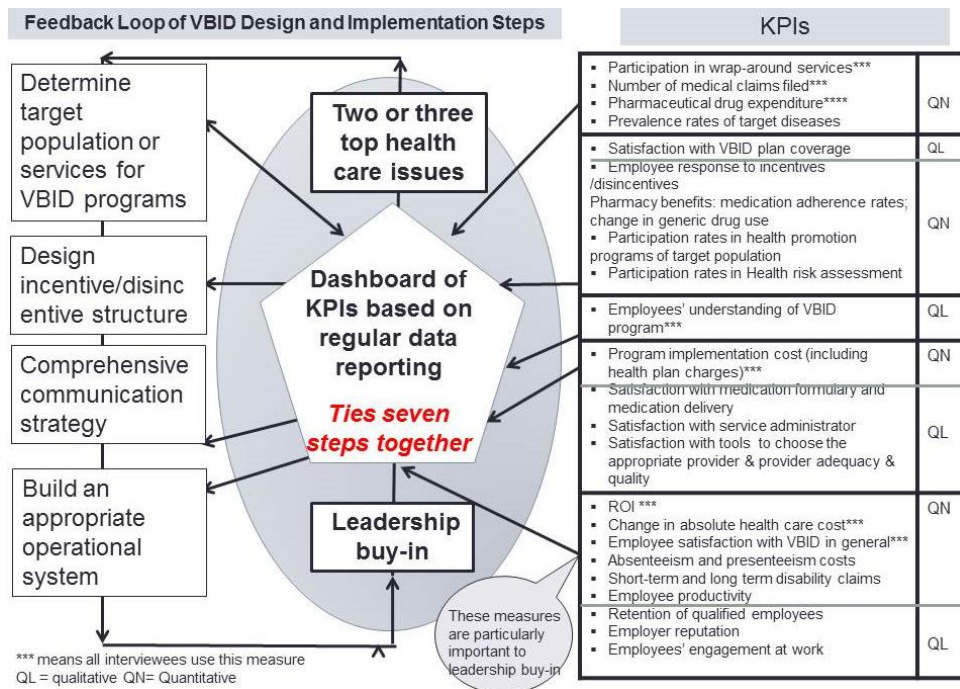 Feedback Loop of VBID Design and Implementation Steps
Determine
target
population or
services for
VBID programs
Design
incentive/disinc
entive structure
Comprehensive
communication
strategy
Build an
appropriate
operational
system
Two or three
top health
care issues
Dashboard of
KPIs based on
regular data
reporting
Ties seven
steps together
Leadership
buy-in
These measures
are particularly
important to
leadership buy-in
*** means all interviewees use this measure
QL = qualitative QN= Quantitative
KPIs
▪ Participation in wrap-around services***
▪ Number of medical claims filed***
▪ Pharmaceutical drug expenditure****
▪ Prevalence rates of target diseases
QN
▪ Satisfaction with VBID plan coverage
QL
▪ Employee response to incentives
/disincentives
Pharmacy benefits: medication adherence rates;
change in generic drug use
▪ Participation rates in health promotion
programs of target population
▪ Participation rates in Health risk assessment
QN
▪ Employees' understanding of VBID
program***
QL
▪ Program implementation cost (including
health plan charges)***
QN
▪ Satisfaction with medication formulary and
medication delivery
▪ Satisfaction with service administrator
▪ Satisfaction with tools to choose the
appropriate provider & provider adequacy &
quality
QL
▪ ROI ***
▪ Change in absolute health care cost***
▪ Employee satisfaction with VBID in general***
▪ Absenteeism and presenteeism costs
▪ Short-term and long term disability claims
▪ Employee productivity
QN
▪ Retention of qualified employees
▪ Employer reputation
▪ Employees' engagement at work
QL